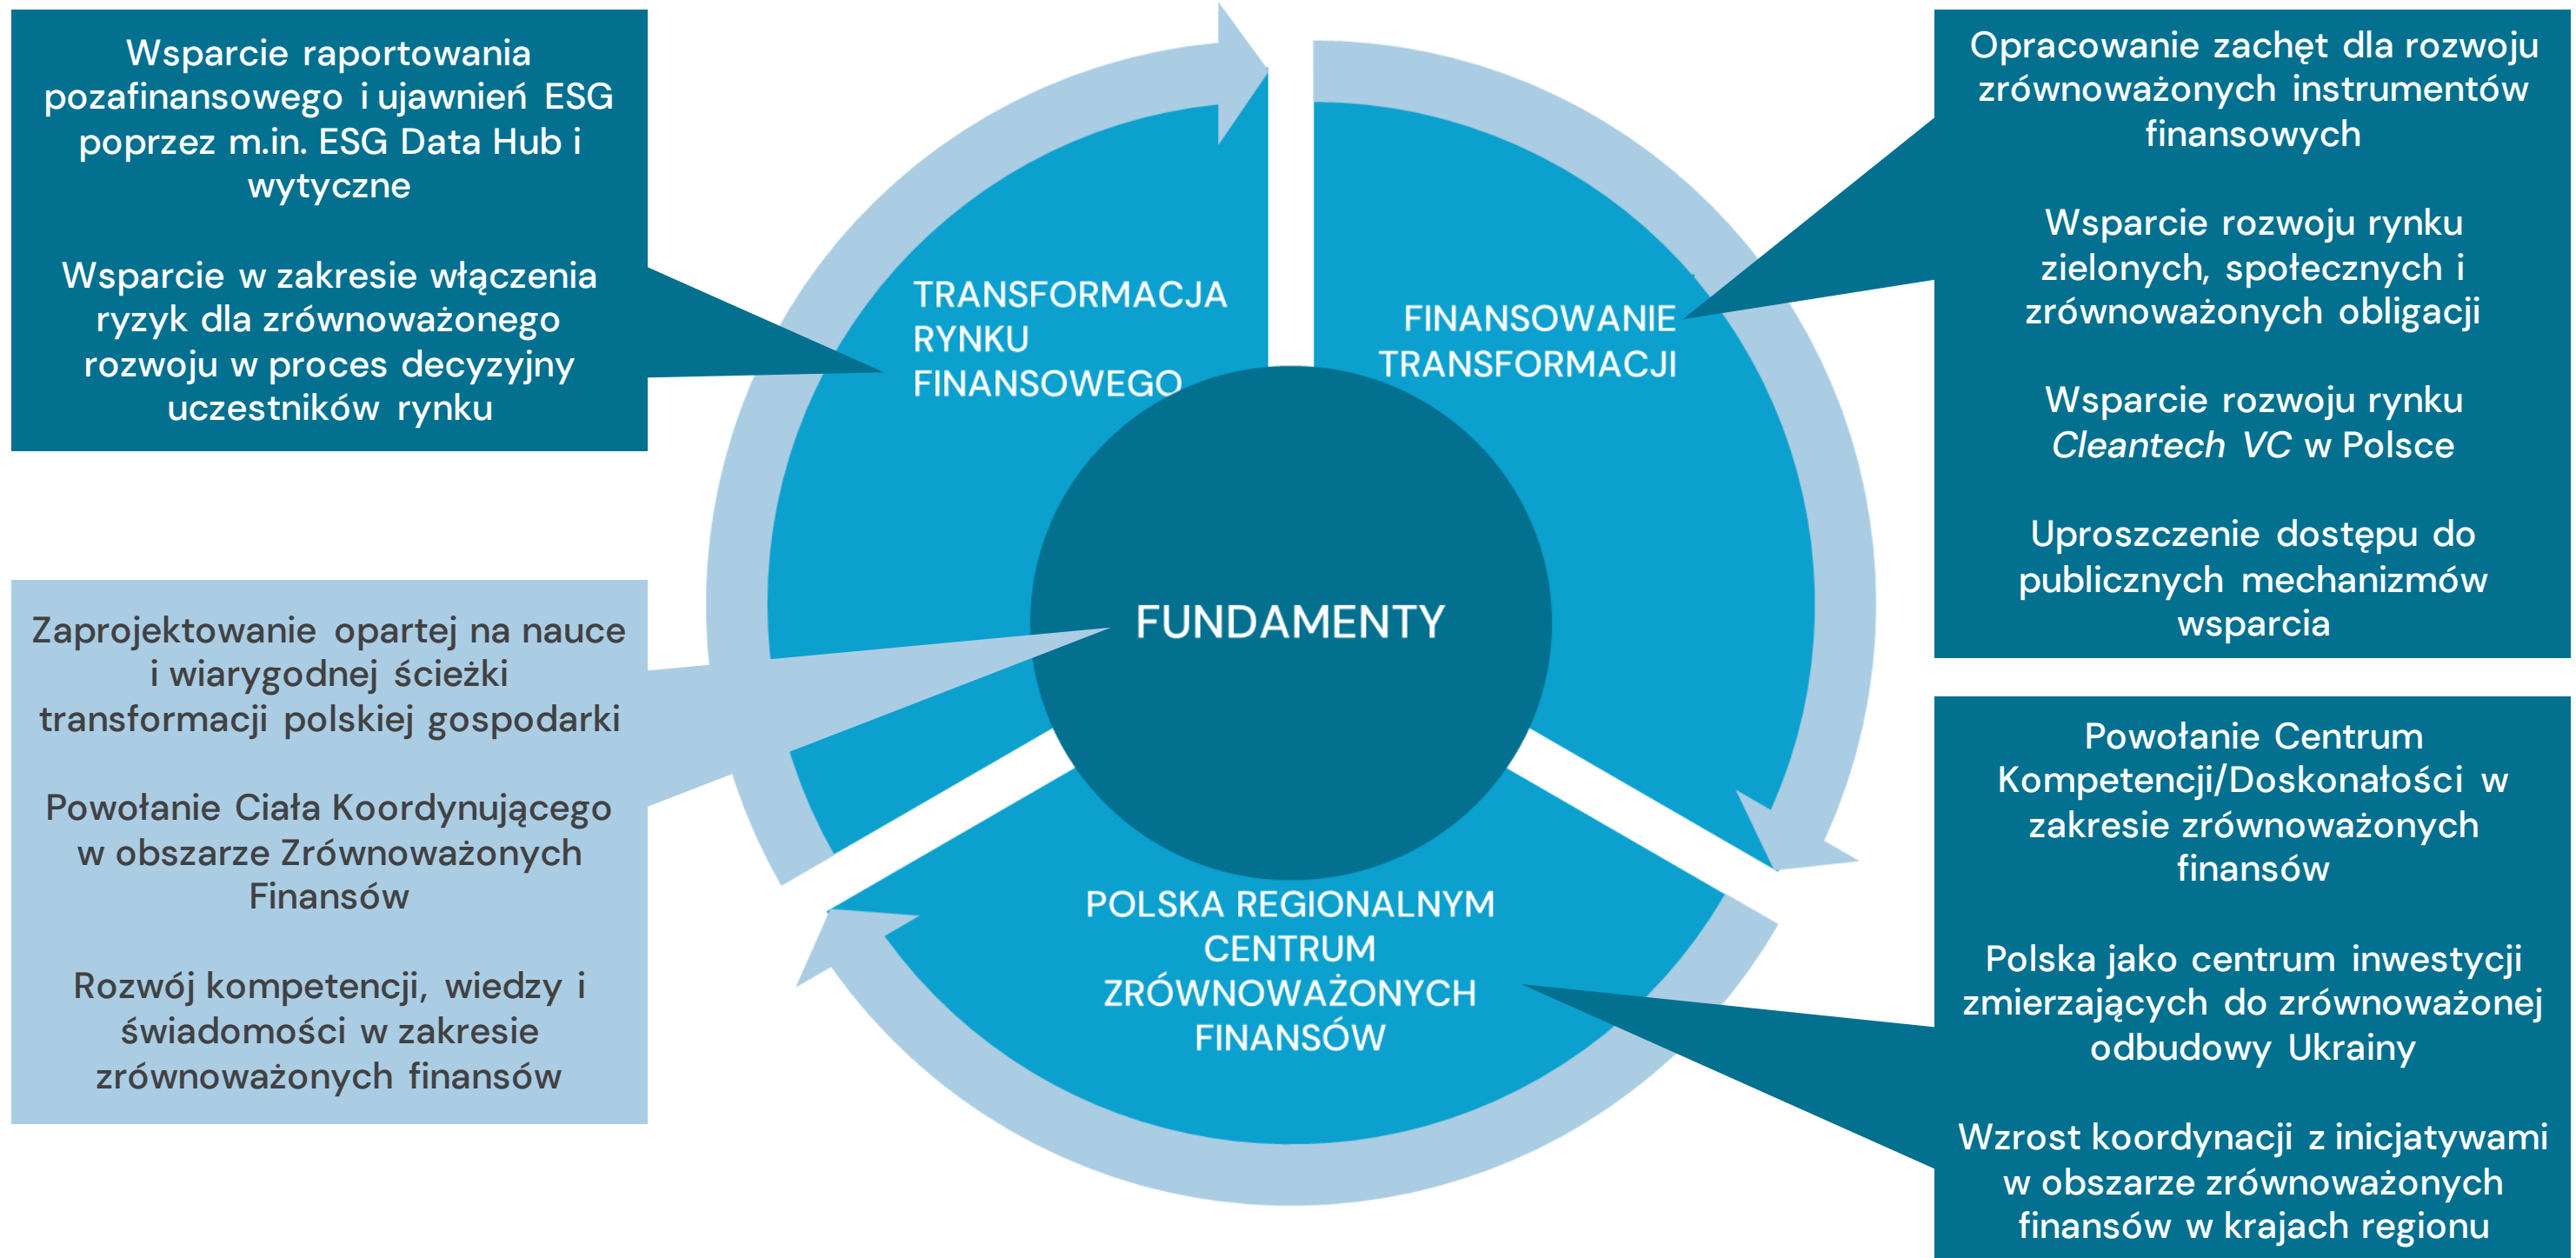 Wsparcie raportowania
pozafinansowego i ujawnień ESG
poprzez m.in. ESG Data Hub i
wytyczne
Wsparcie w zakresie włączenia
ryzyk dla zrównoważonego
rozwoju w proces decyzyjny
uczestników rynku
TRANSFORMACJA
RYNKU
FINANSOWEGO
FINANSOWANIE
TRANSFORMACJI
Opracowanie zachęt dla rozwoju
zrównoważonych instrumentów
finansowych
Wsparcie rozwoju rynku
zielonych, społecznych i
zrównoważonych obligacji
Wsparcie rozwoju rynku
Cleantech VC w Polsce
Uproszczenie dostępu do
publicznych mechanizmów
wsparcia
FUNDAMENTY
Zaprojektowanie opartej na nauce
i wiarygodnej ścieżki
transformacji polskiej gospodarki
Powołanie Ciała Koordynującego
w obszarze Zrównoważonych
Finansów
Rozwój kompetencji, wiedzy i
świadomości w zakresie
zrównoważonych finansów
POLSKA REGIONALNYM
CENTRUM
ZRÓWNOWAŻONYCH
FINANSÓW
Powołanie Centrum
Kompetencji/Doskonałości w
zakresie zrównoważonych
finansów
Polska jako centrum inwestycji
zmierzających do zrównoważonej
odbudowy Ukrainy
Wzrost koordynacji z inicjatywami
w obszarze zrównoważonych
finansów w krajach regionu